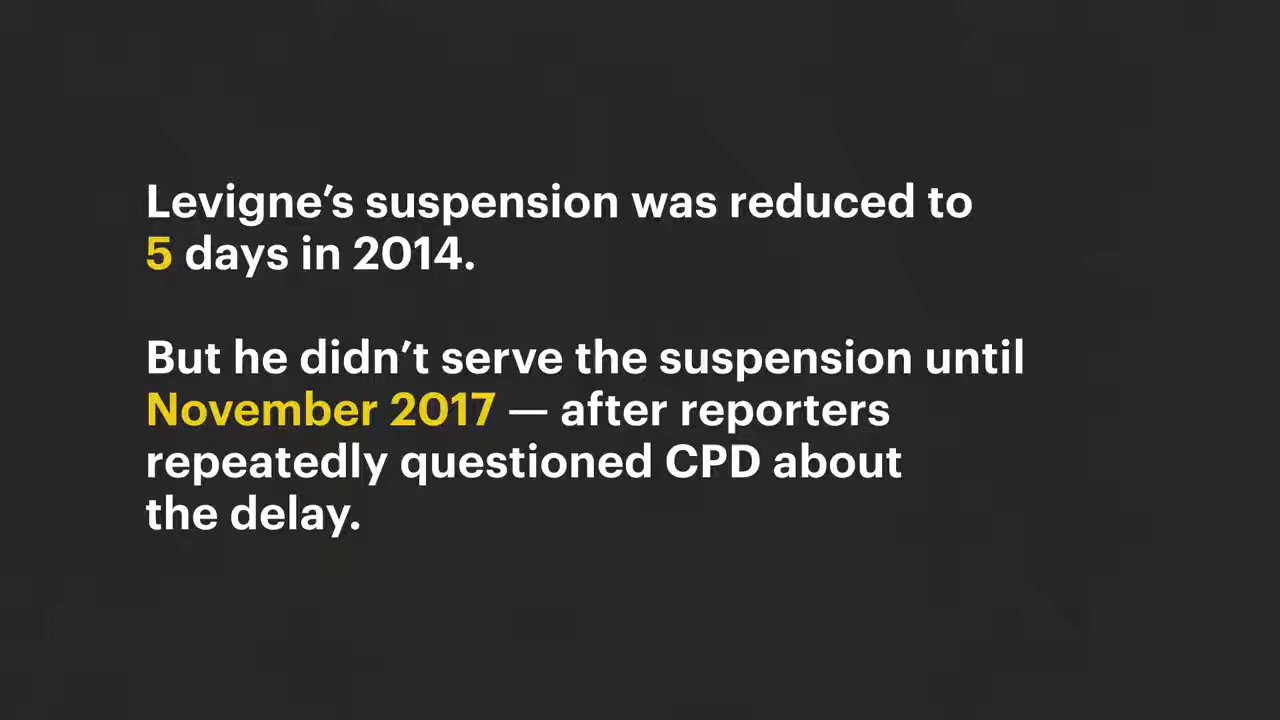 Levigne’s suspension was reduced to
5 days in 2014.
But he didn’t serve the suspension until
November 2017 — after reporters
repeatedly questioned CPD about
the delay.